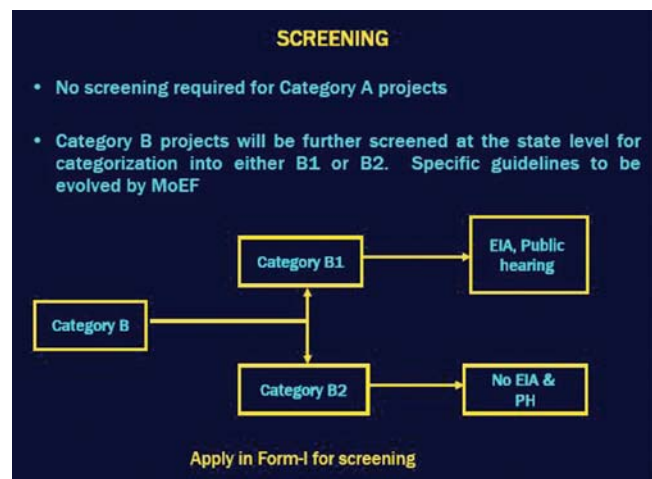 SCREENING
• No screening required for Category A projects
• Category B projects will be further screened at the state level for
categorization into either B1 or B2. Specific guidelines to be
evolved by MoEF
Category B1
EIA, Public
hearing
Category B
Category B2
No EIA &
PH
Apply in Form-I for screening